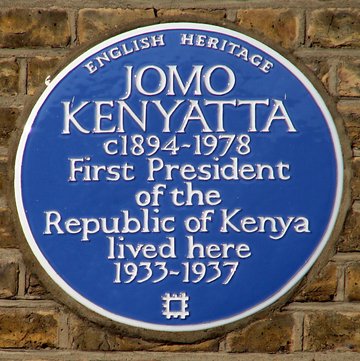 ENGLISH HERITAGE
JOMO
KENYATTA
c1894-1978
First President
of the
Republic of Kenya
lived here
1933-1937